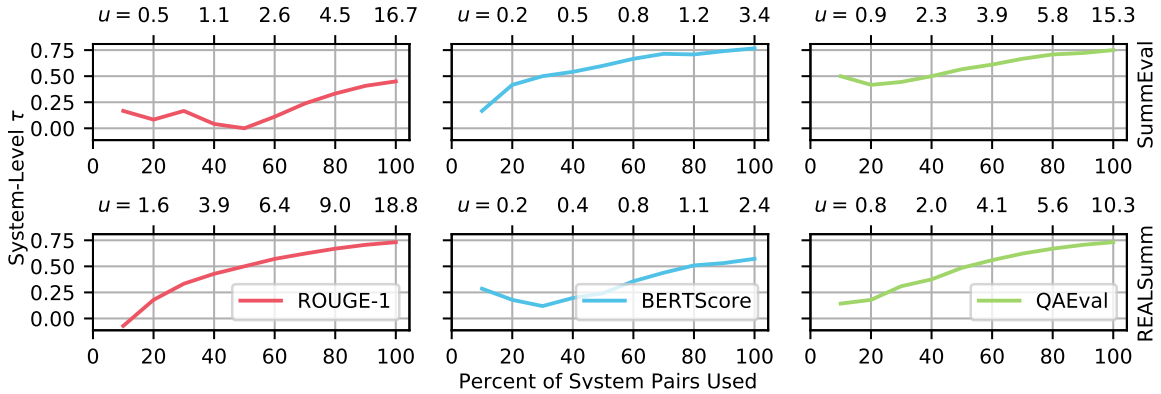 u = 0.5 1.1 2.6 4.5 16.7
u = 0.2 0.5 0.8 1.2 3.4
u = 0.9 2.3 3.9 5.8 15.3
0.75
0.50
0.25
0.00
0 20 40 60 80 100
0 20 40 60 80 100
0 20 40 60 80 100
SummEval
System-Level τ
u = 1.6 3.9 6.4 9.0 18.8
u = 0.2 0.4 0.8 1.1 2.4
u = 0.8 2.0 4.1 5.6 10.3
0.75
0.50
0.25
0.00
ROUGE-1
BERTScore
QAEval
0 20 40 60 80 100
0 20 40 60 80 100
0 20 40 60 80 100
REALSumm
Percent of System Pairs Used